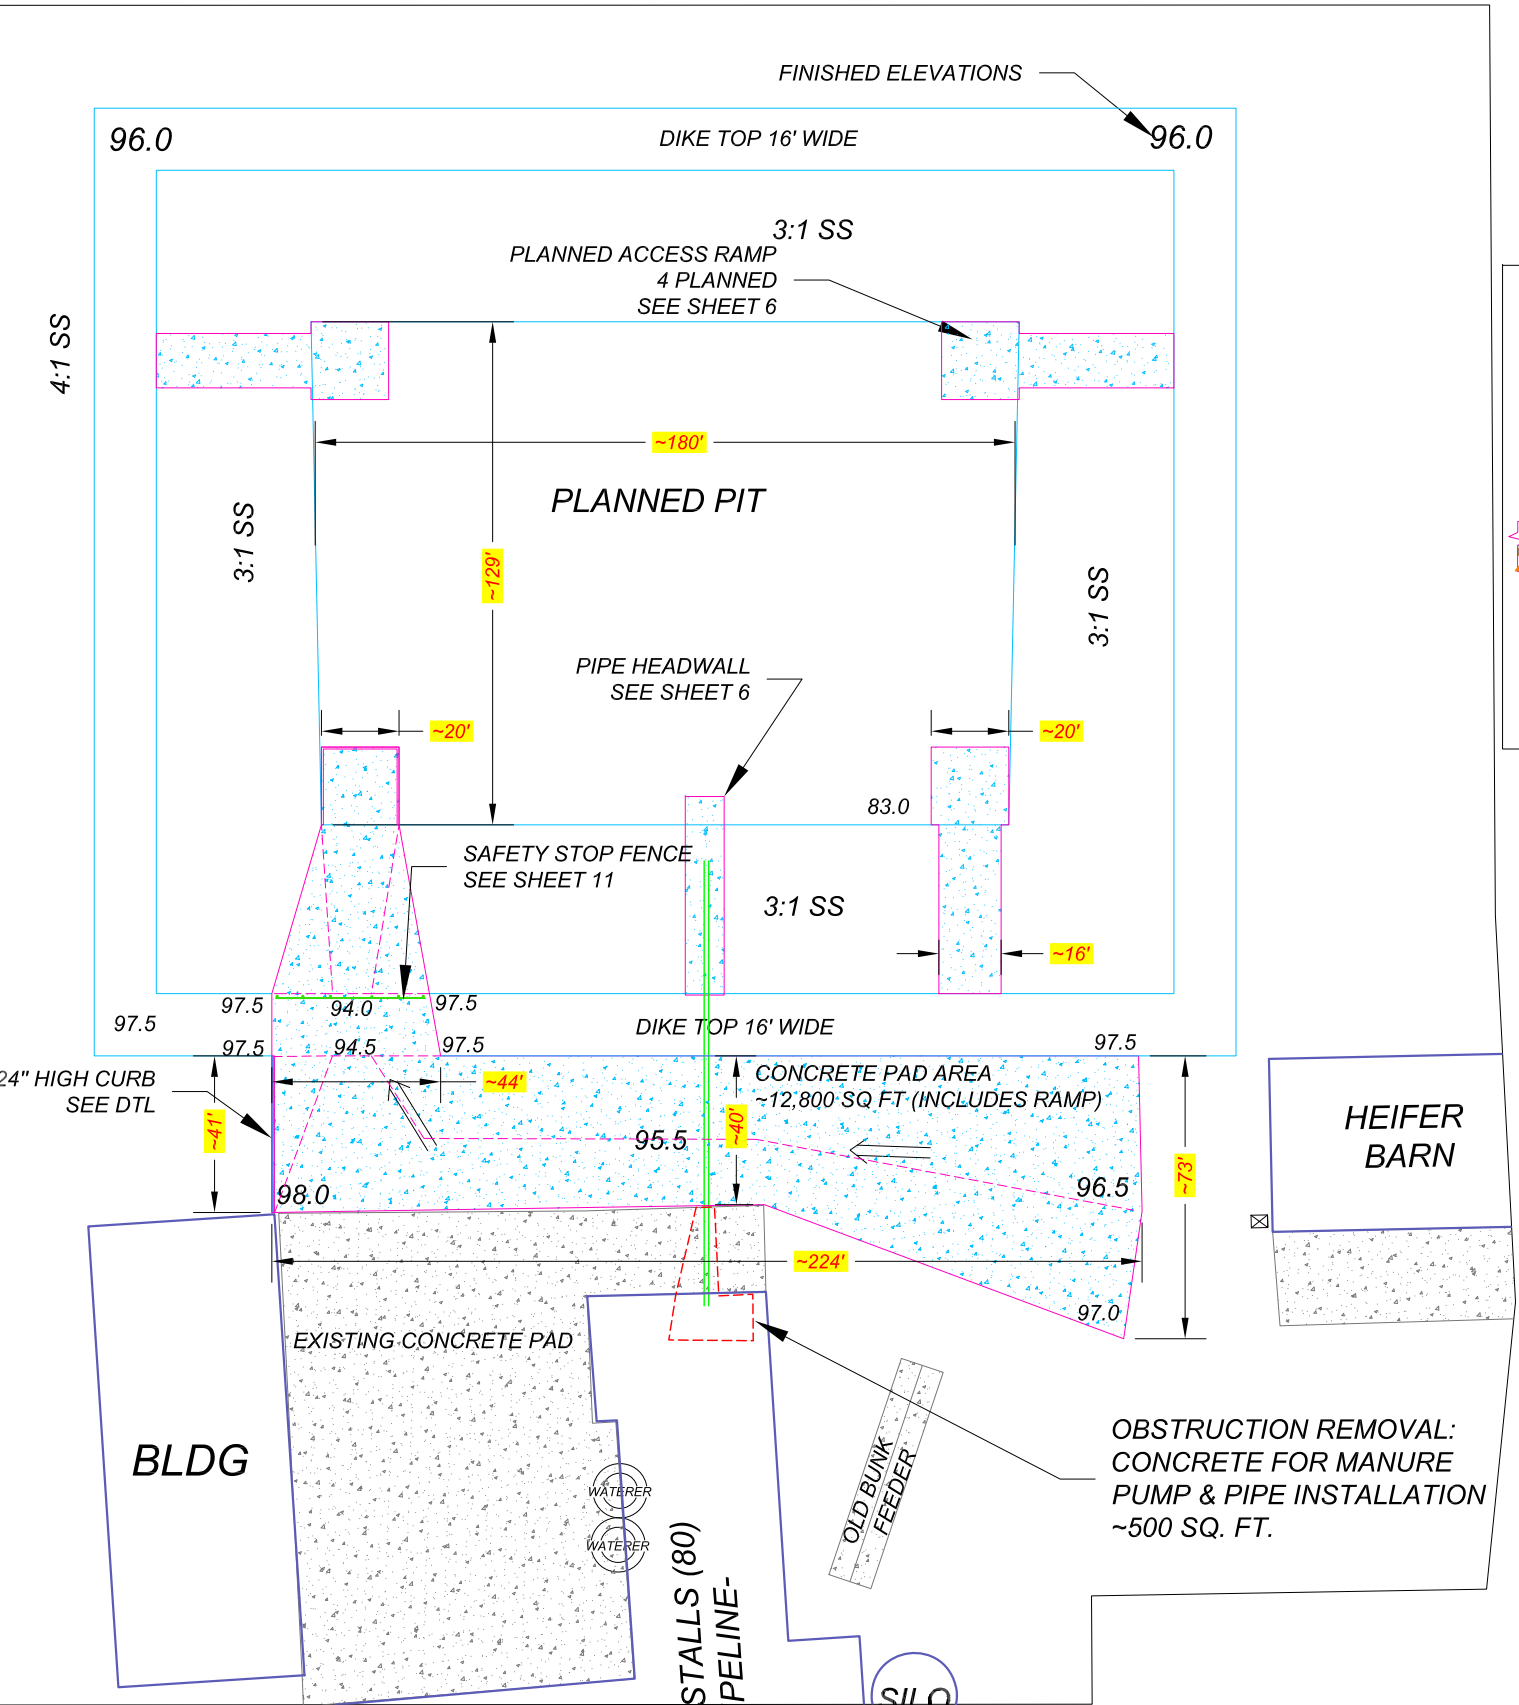 FINISHED ELEVATIONS
96.0
DIKE TOP 16' WIDE
96.0
3:1 SS
PLANNED ACCESS RAMP
4 PLANNED
SEE SHEET 6
4:1 SS
~180'
PLANNED PIT
3:1 SS
~129'
3:1 SS
PIPE HEADWALL
SEE SHEET 6
~20'
~20'
83.0
SAFETY STOP FENCE
SEE SHEET 11
3:1 SS
~16'
97.5
94.0
97.5
97.5
DIKE TOP 16' WIDE
97.5
94.5
97.5
97.5
24" HIGH CURB
SEE DTL
~44'
CONCRETE PAD AREA
~12,800 SQ FT (INCLUDES RAMP)
~41'
~40'
95.5
~73'
HEIFER
BARN
98.0
96.5
~224'
97.0
EXISTING CONCRETE PAD
BLDG
OLD BUNK
FEEDER
OBSTRUCTION REMOVAL:
CONCRETE FOR MANURE
PUMP & PIPE INSTALLATION
~500 SQ. FT.
WATERER
WATERER
STALLS (80)
PELINE-
SILO